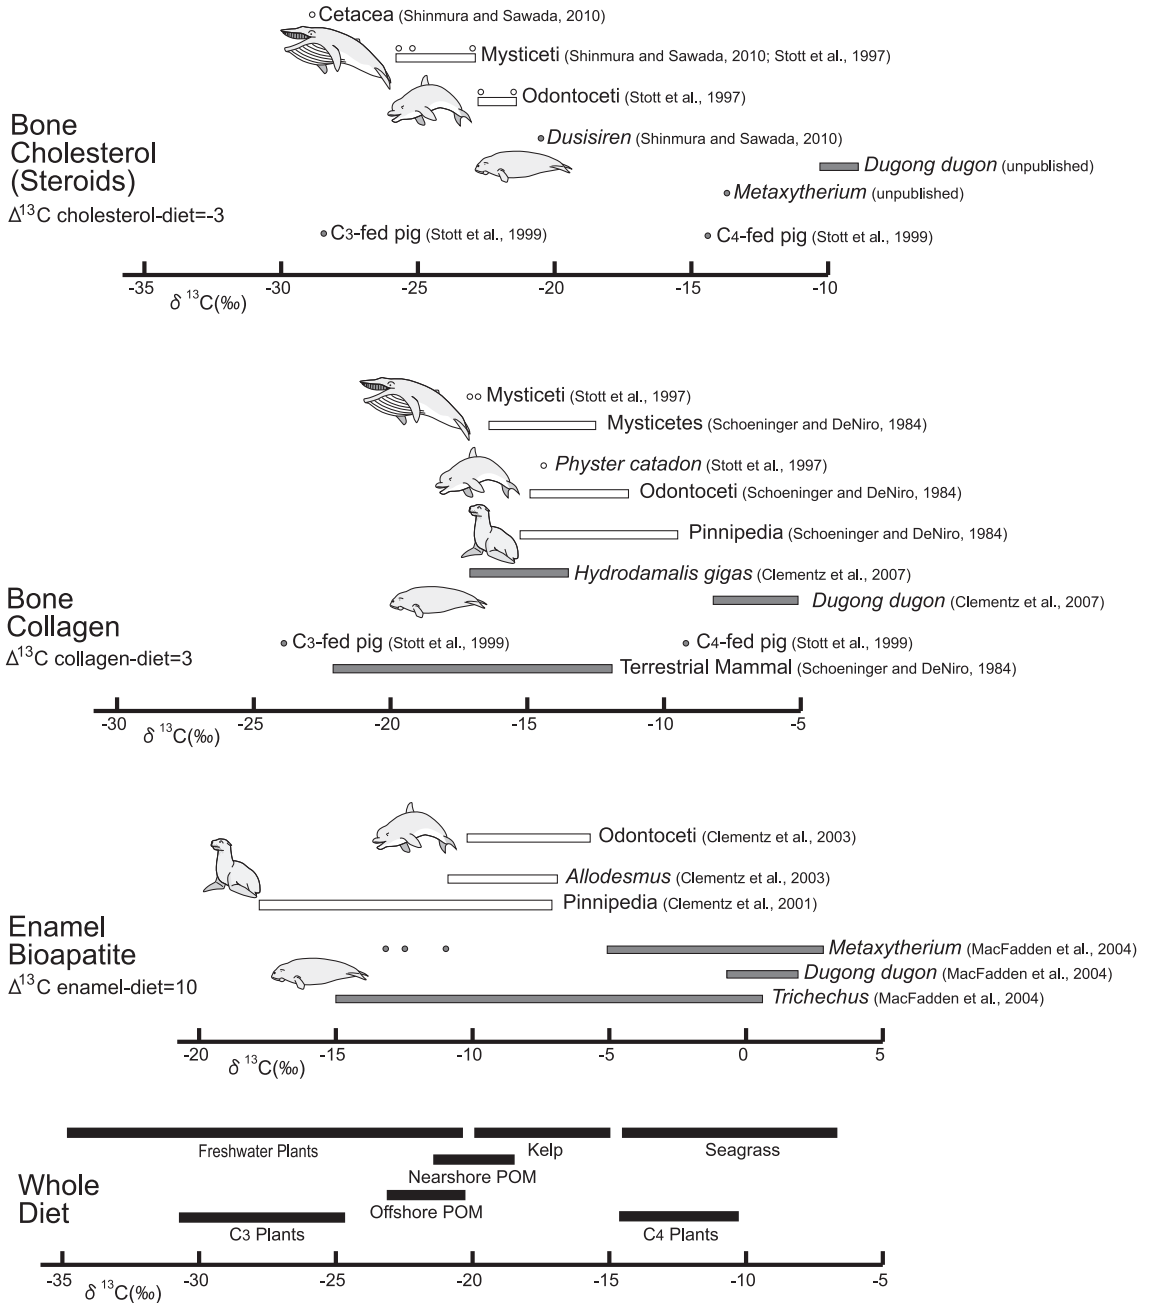 Cetacea (Shinmura and Sawada, 2010)
Mysticeti (Shinmura and Sawada, 2010; Stott et al., 1997)
Odontoceti (Stott et al., 1997)
Bone
Cholesterol
(Steroids)
Δ13C cholesterol-diet=-3
Dusisiren (Shinmura and Sawada, 2010)
Dugong dugon (unpublished)
Metaxytherium (unpublished)
C3-fed pig (Stott et al., 1999)
C4-fed pig (Stott et al., 1999)
-35 -30 -25 -20 -15 -10
δ 13C(‰)
Mysticeti (Stott et al., 1997)
Mysticetes (Schoeninger and DeNiro, 1984)
Physter catadon (Stott et al., 1997)
Odontoceti (Schoeninger and DeNiro, 1984)
Pinnipedia (Schoeninger and DeNiro, 1984)
Hydrodamalis gigas (Clementz et al., 2007)
Dugong dugon (Clementz et al., 2007)
Bone
Collagen
Δ13C collagen-diet=3
C3-fed pig (Stott et al., 1999)
C4-fed pig (Stott et al., 1999)
Terrestrial Mammal (Schoeninger and DeNiro, 1984)
-30 -25 -20 -15 -10 -5
δ 13C(‰)
Odontoceti (Clementz et al., 2003)
Allodesmus (Clementz et al., 2003)
Pinnipedia (Clementz et al., 2001)
Enamel
Bioapatite
Δ13C enamel-diet=10
Metaxytherium (MacFadden et al., 2004)
Dugong dugon (MacFadden et al., 2004)
Trichechus (MacFadden et al., 2004)
-20 -15 -10 -5 0 5
δ 13C(‰)
Freshwater Plants
Kelp
Seagrass
Nearshore POM
Whole
Diet
Offshore POM
C3 Plants
C4 Plants
-35 -30 -25 -20 -15 -10 -5
δ 13C(‰)